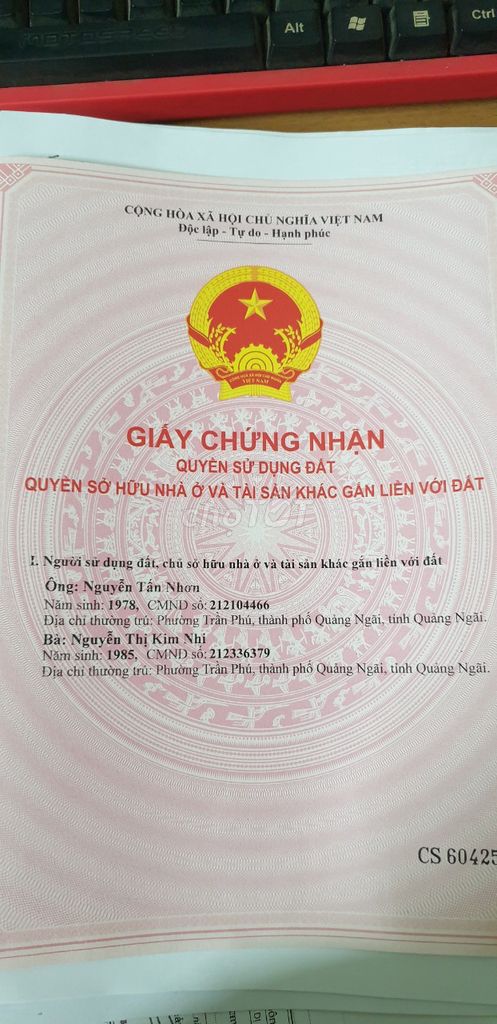 Alt
Ctrl
CỘNG HÒA XÃ HỘI CHỦ NGHĨA VIỆT NAM
Độc lập - Tự do - Hạnh phúc
VIỆT NAM
GIẤY CHỨNG NHẬN
QUYỀN SỬ DỤNG ĐẤT
QUYỀN SỞ HỮU NHÀ Ở VÀ TÀI SẢN KHÁC GẮN LIỀN VỚI ĐẤT
choTOT
I. Người sử dụng đất, chủ sở hữu nhà ở và tài sản khác gắn liền với đất
Ông: Nguyễn Tấn Nhơn
Năm sinh: 1978, CMND số: 212104466
Địa chỉ thường trú: Phường Trần Phú, thành phố Quảng Ngãi, tỉnh Quảng Ngãi.
Bà: Nguyễn Thị Kim Nhị
Năm sinh: 1985, CMND số: 212336379
Địa chỉ thường trú: Phường Trần Phú, thành phố Quảng Ngãi, tỉnh Quảng Ngãi.
CS 60425